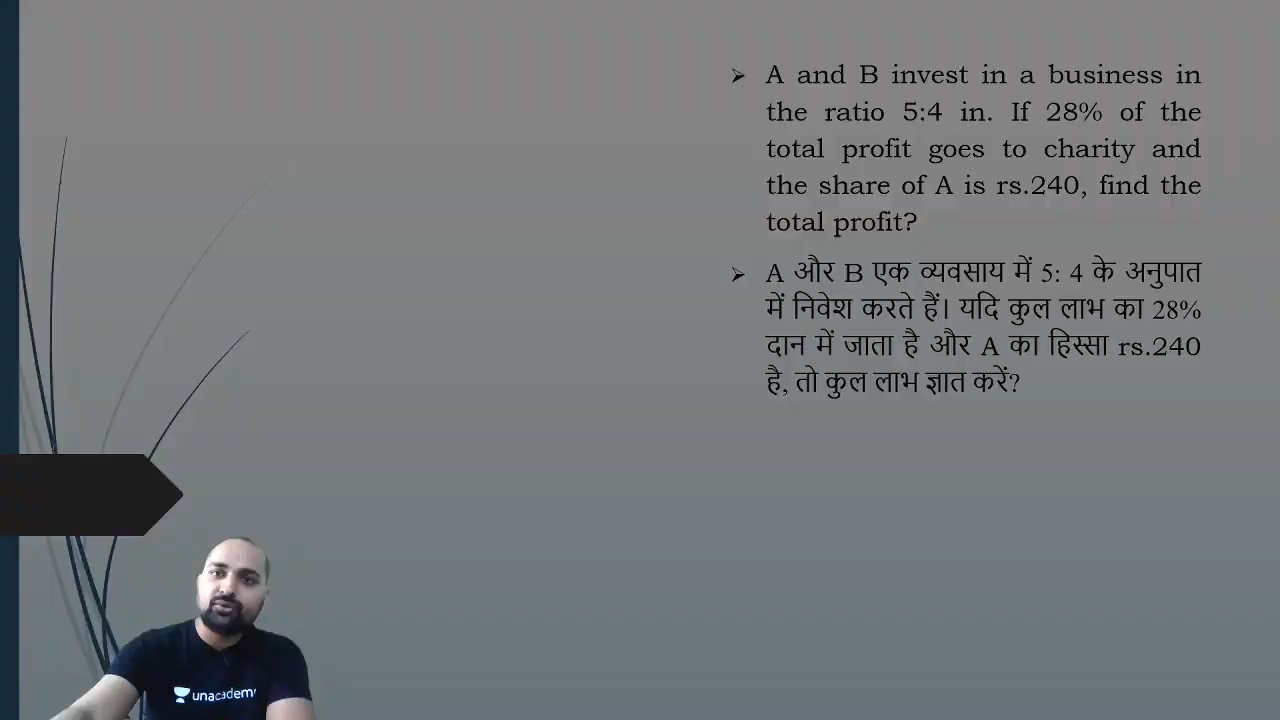 ➢ A and B invest in a business in
the ratio 5:4 in. If 28% of the
total profit goes to charity and
the share of A is rs.240, find the
total profit?
➢ A और B एक व्यवसाय में 5: 4 के अनुपात
में निवेश करते हैं। यदि कुल लाभ का 28%
दान में जाता है और A का हिस्सा rs.240
है, तो कुल लाभ ज्ञात करें?
unacademy